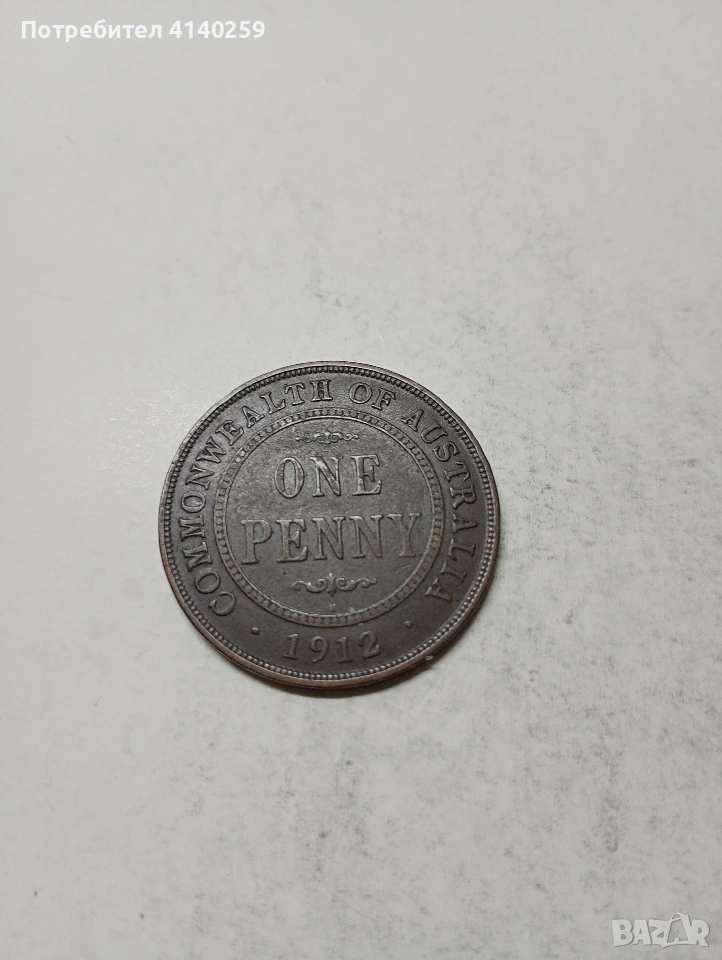 Потребител 4140259
COMMONWEALTH OF AUSTRALIA
ONE
PENNY
H
· 1912 ·
BAZAR